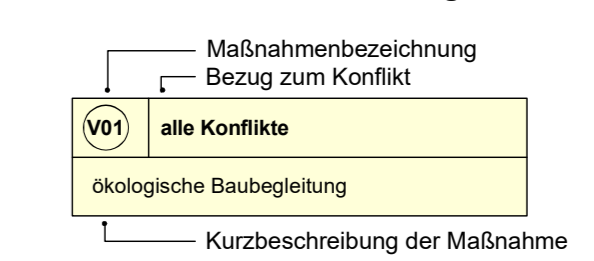 Maßnahmenbezeichnung
Bezug zum Konflikt
V01 alle Konflikte
ökologische Baubegleitung
Kurzbeschreibung der Maßnahme